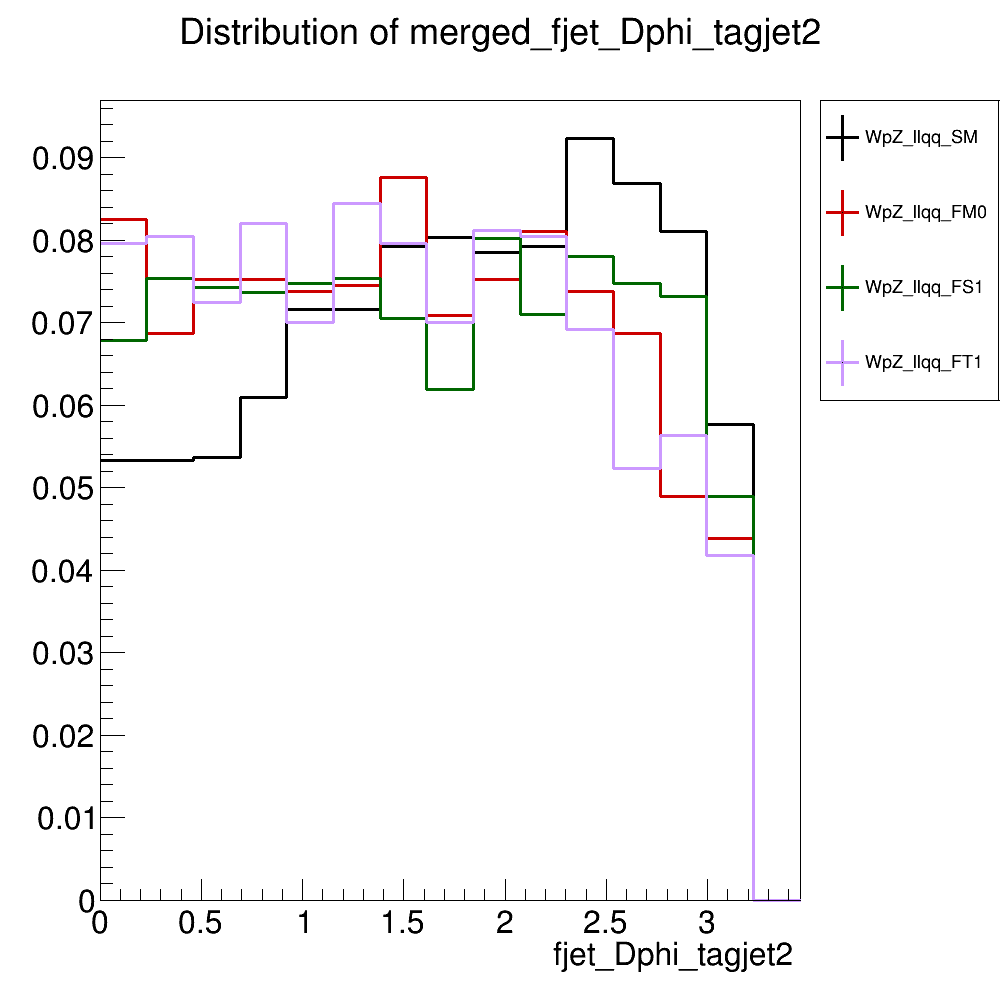 Distribution of merged_fjet_Dphi_tagjet2
WpZ_llqq_SM
WpZ_llqq_FM0
WpZ_llqq_FS1
WpZ_llqq_FT1
0.09
0.08
0.07
0.06
0.05
0.04
0.03
0.02
0.01
0
0 0.5 1 1.5 2 2.5 3
fjet_Dphi_tagjet2